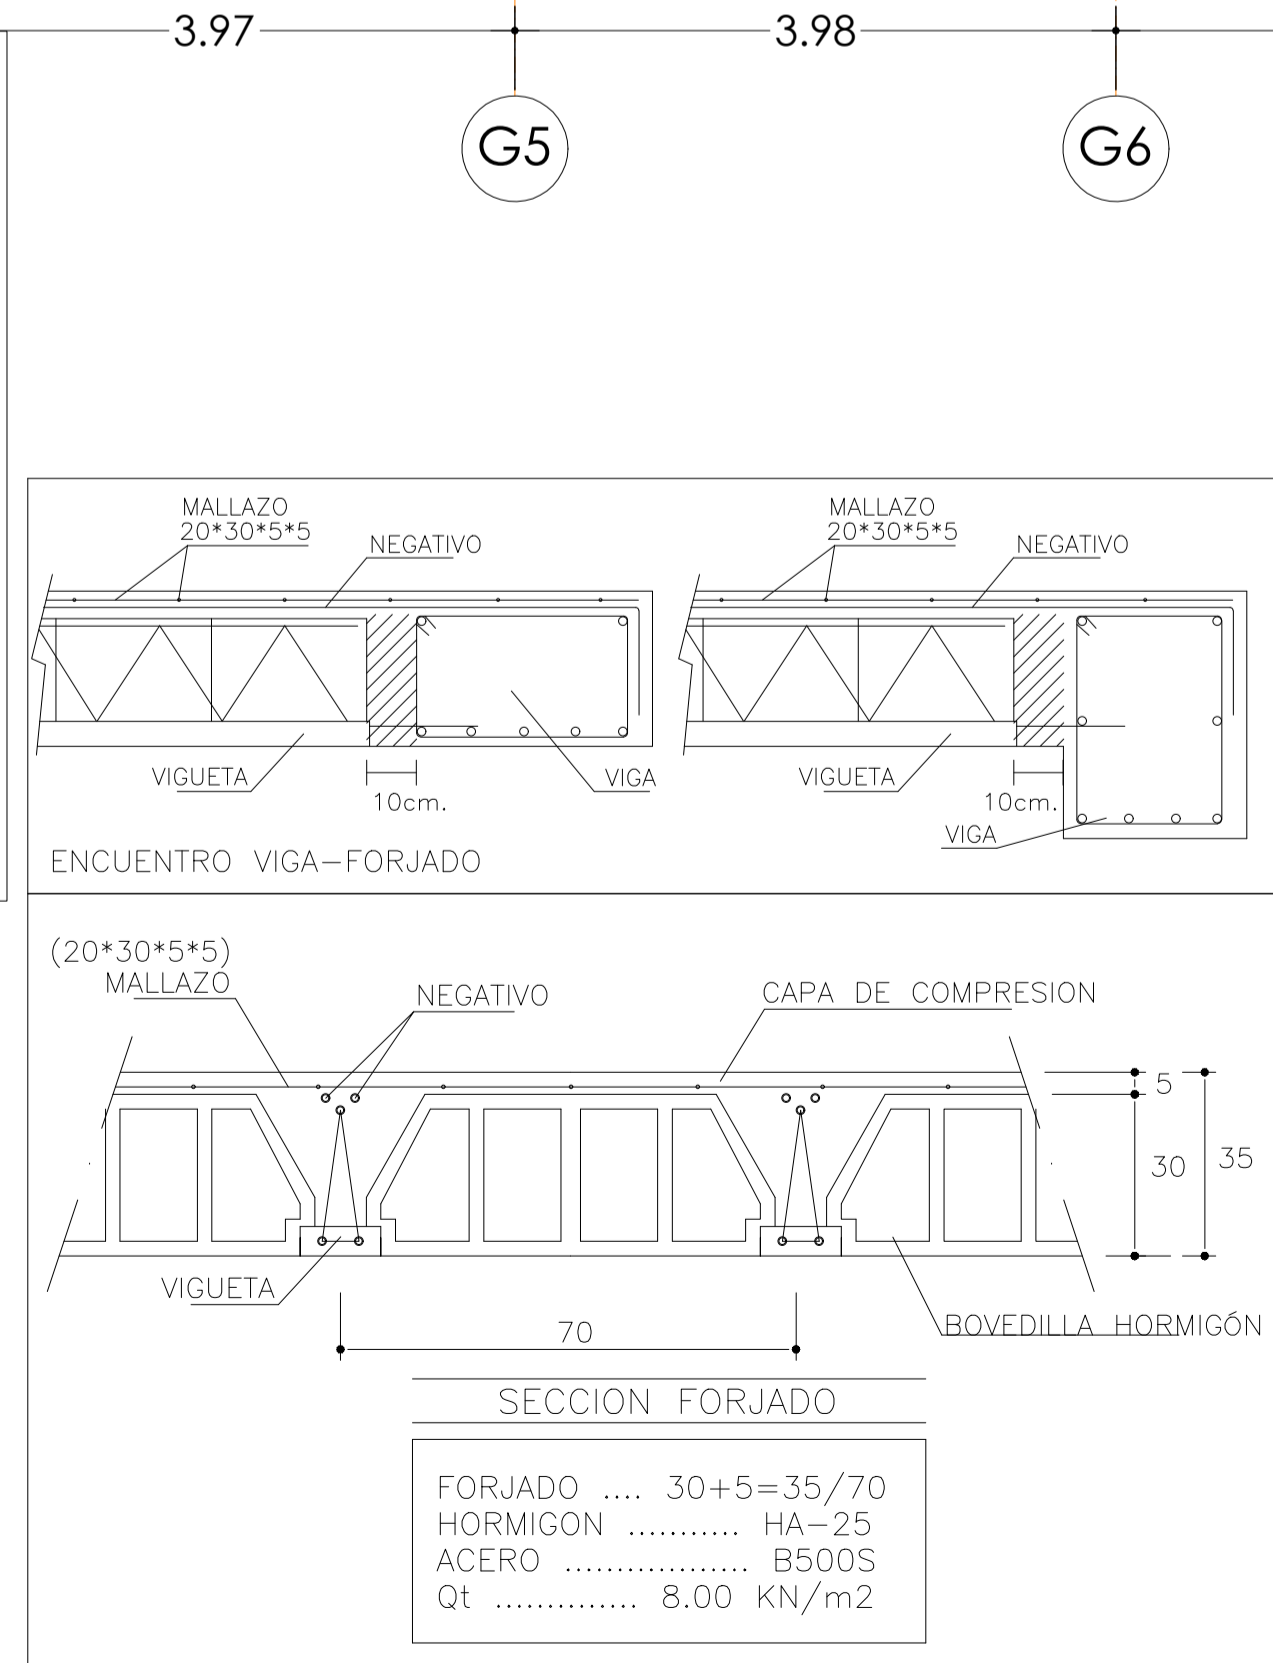 3.97
3.98
G5
G6
MALLAZO
20*30*5*5
NEGATIVO
VIGUETA
10cm.
VIGA
MALLAZO
20*30*5*5
NEGATIVO
VIGUETA
10cm.
VIGA
ENCUENTRO VIGA-FORJADO
(20*30*5*5)
MALLAZO
NEGATIVO
CAPA DE COMPRESION
5
30
35
VIGUETA
70
BOVEDILLA HORMIGÓN
SECCION FORJADO
FORJADO .... 30+5=35/70
HORMIGON ........... HA-25
ACERO .................. B500S
Qt .............. 8.00 KN/m2